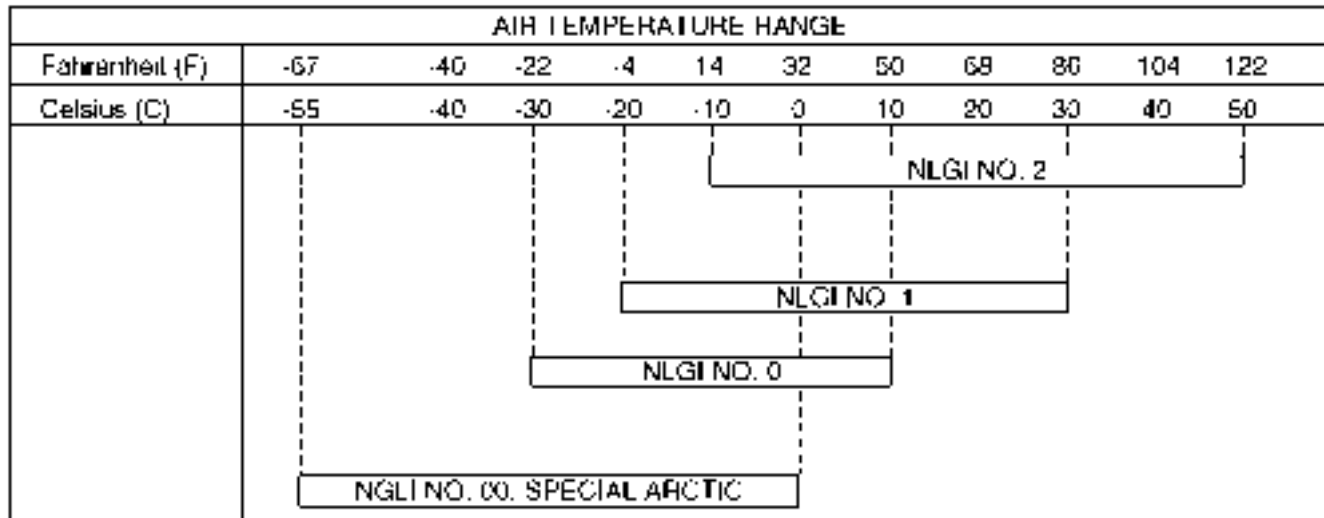 AIR TEMPERATURE RANGE
Fahrenheit (F) -67 -40 -22 -4 14 32 50 68 86 104 122
Celsius (C) -55 -40 -30 -20 -10 0 10 20 30 40 50
NLGI NO. 2
NLGI NO. 1
NLGI NO. 0
NGLI NO. 00. SPECIAL ARCTIC